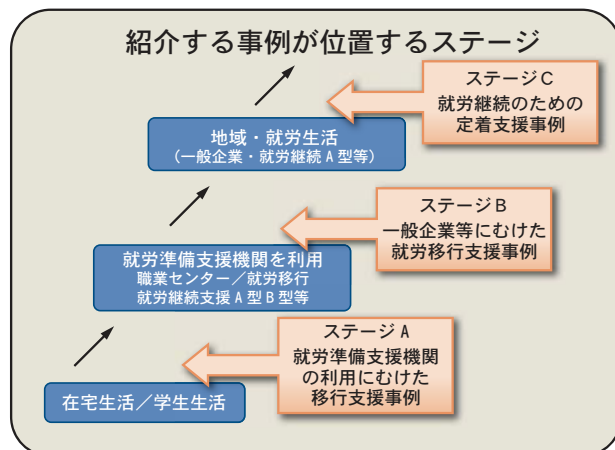 紹介する事例が位置するステージ
ステージC
就労継続のための
定着支援事例
地域・就労生活
(一般企業・就労継続A型等)
ステージB
一般企業等にむけた
就労移行支援事例
就労準備支援機関を利用
職業センター/就労移行
就労継続支援A型B型等
ステージA
就労準備支援機関
の利用にむけた
移行支援事例
在宅生活/学生生活